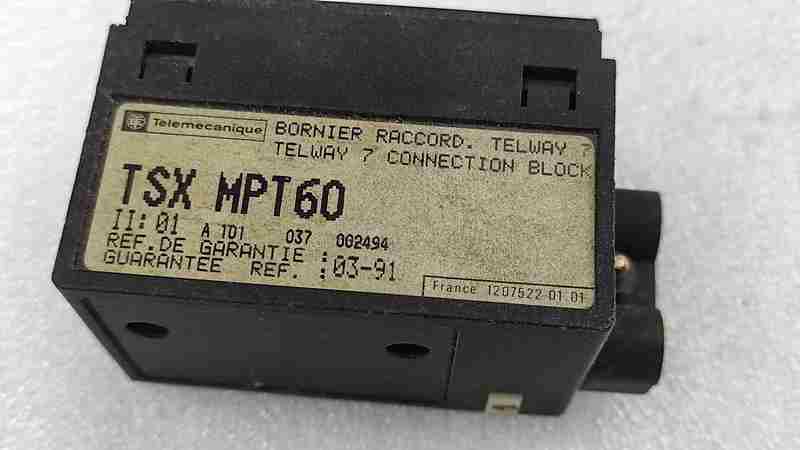 Telemecanique
BORNIER RACCORD. TELWAY 7
TELWAY 7 CONNECTION BLOCK
TSX MPT60
II: 01 A TD1 037 002494
REF. DE GARANTIE :
GUARANTEE REF. : 03-91
France 1207522 01 01